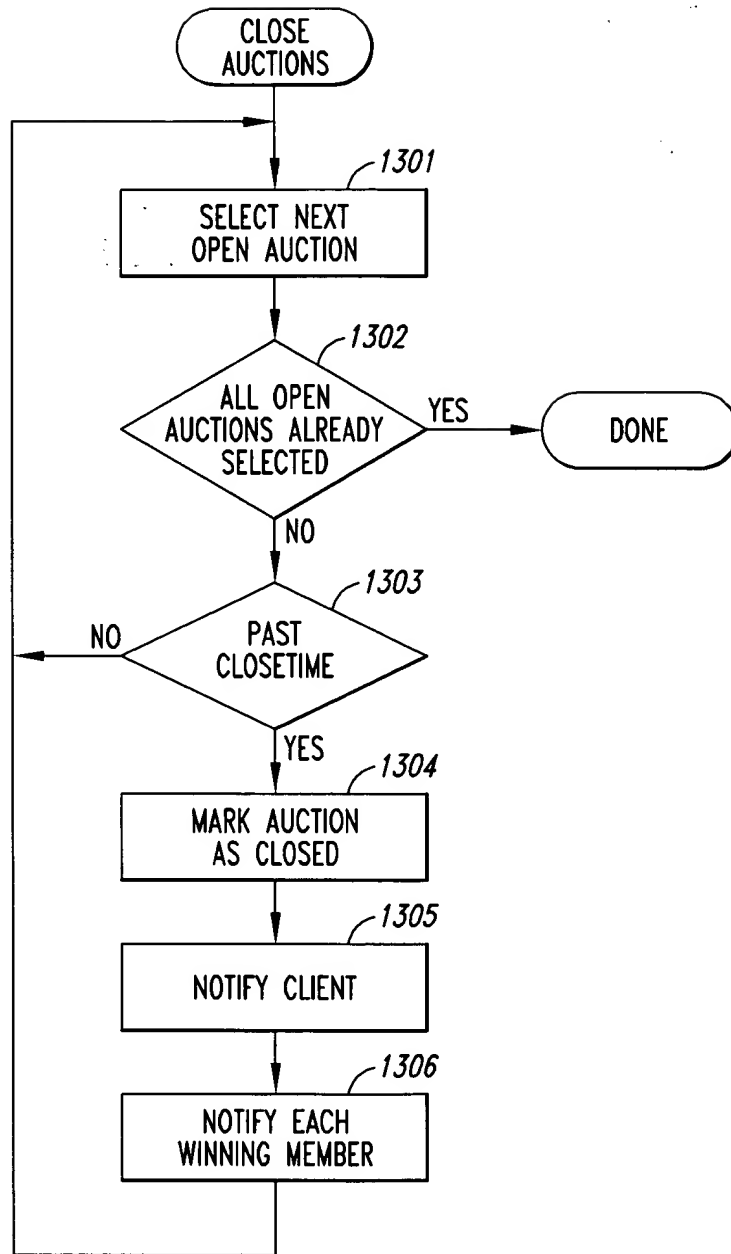 CLOSE
AUCTIONS
1301
SELECT NEXT
OPEN AUCTION
1302
ALL OPEN
AUCTIONS ALREADY
SELECTED
YES
DONE
NO
1303
PAST
CLOSETIME
NO
YES
1304
MARK AUCTION
AS CLOSED
1305
NOTIFY CLIENT
1306
NOTIFY EACH
WINNING MEMBER